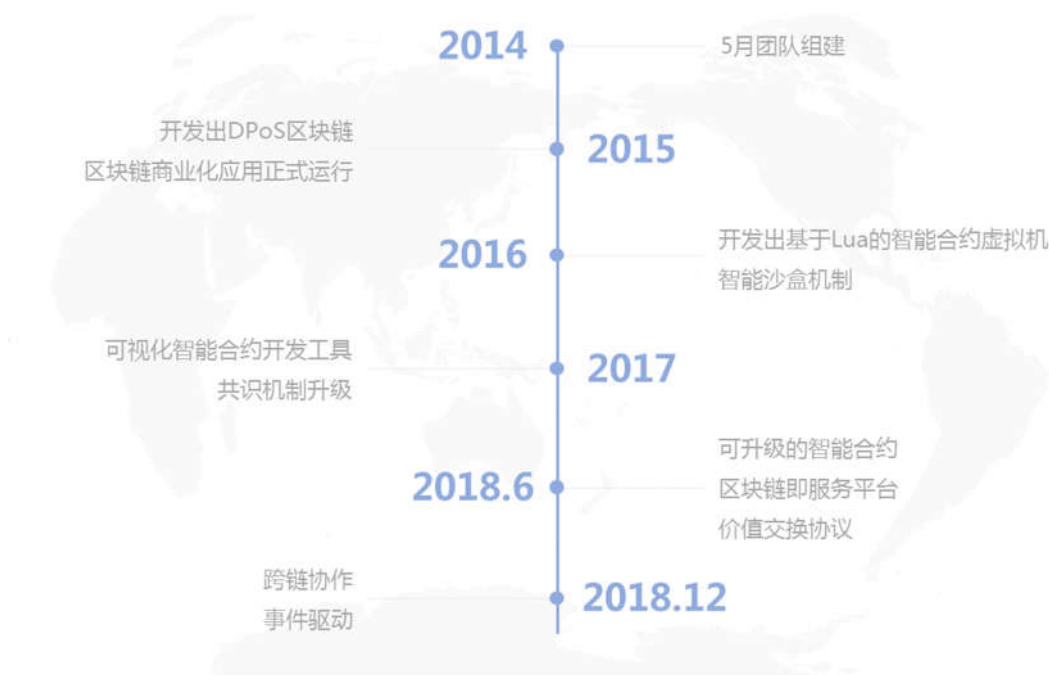 2014
5月团队组建
开发出DPoS区块链
区块链商业化应用正式运行
2015
2016
开发出基于Lua的智能合约虚拟机
智能沙盒机制
可视化智能合约开发工具
共识机制升级
2017
2018.6
可升级的智能合约
区块链即服务平台
价值交换协议
跨链协作
事件驱动
2018.12